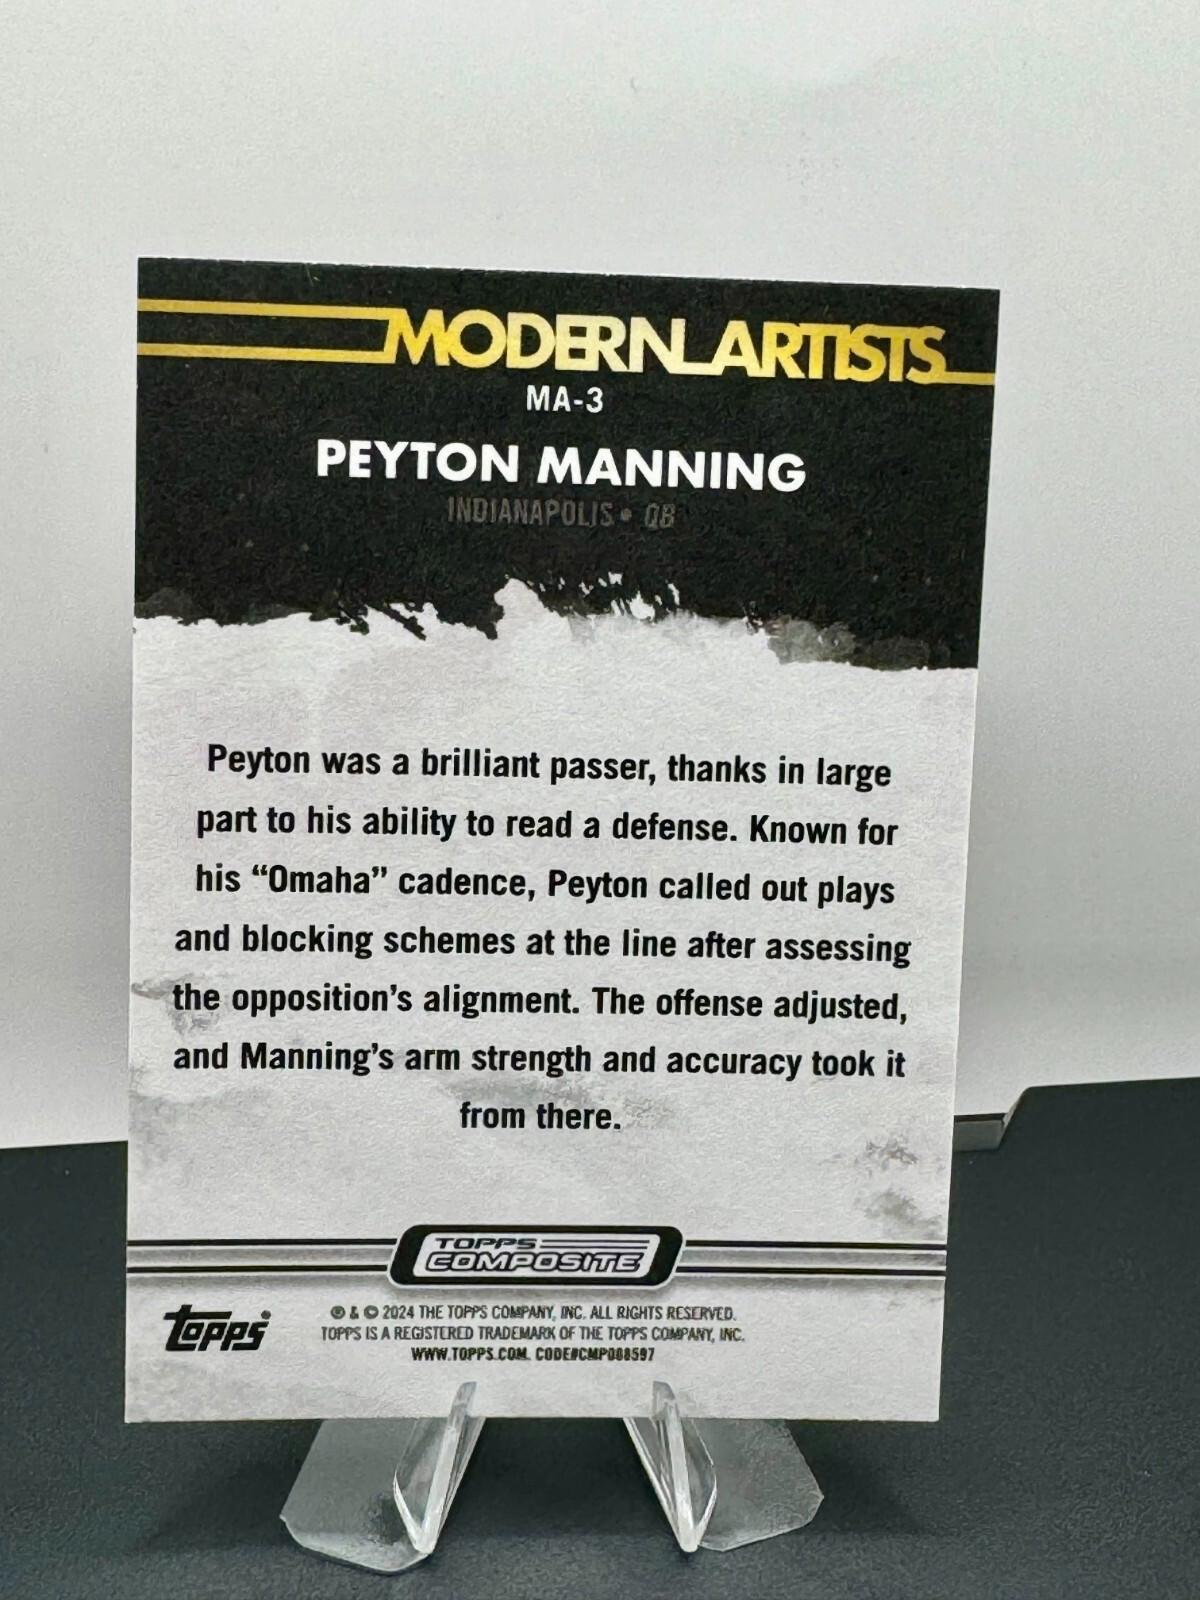 MODERN ARTISTS
MA-3
PEYTON MANNING
INDIANAPOLIS • QB
Peyton was a brilliant passer, thanks in large
part to his ability to read a defense. Known for
his “Omaha” cadence, Peyton called out plays
and blocking schemes at the line after assessing
the opposition’s alignment. The offense adjusted,
and Manning’s arm strength and accuracy took it
from there.
TOPPS
COMPOSITE
topps®
® & © 2024 THE TOPPS COMPANY, INC. ALL RIGHTS RESERVED.
TOPPS IS A REGISTERED TRADEMARK OF THE TOPPS COMPANY, INC.
WWW.TOPPS.COM. CODE#CMP088597